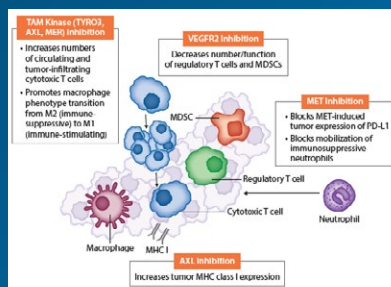 TAM Kinase (TYRO3,
AXL, MER) Inhibition
• Increases numbers
of circulating and
tumor-infiltrating
cytotoxic T cells
• Promotes macrophage
phenotype transition
from M2 (immuno-
suppressive) to M1
(immune-stimulating)
VEGFR2 Inhibition
Decreases number/function
of regulatory T cells and MDSCs
MDSC
MET Inhibition
• Blocks MET-induced
tumor expression of PD-L1
• Blocks mobilization of
immunosuppressive
neutrophils
Regulatory T cell
Cytotoxic T cell
Neutrophil
Macrophage
MHC I
AXL Inhibition
Increases tumor MHC class I expression